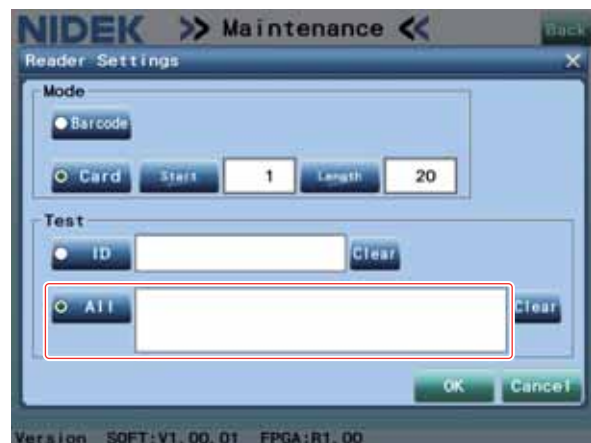 NIDEK >> Maintenance << Back
Reader Settings X
Mode
Barcode
Card Start 1 Length 20
Test
ID Clear
All Clear
OK Cancel
Version SOFT:V1.00.01 FPGA:R1.00